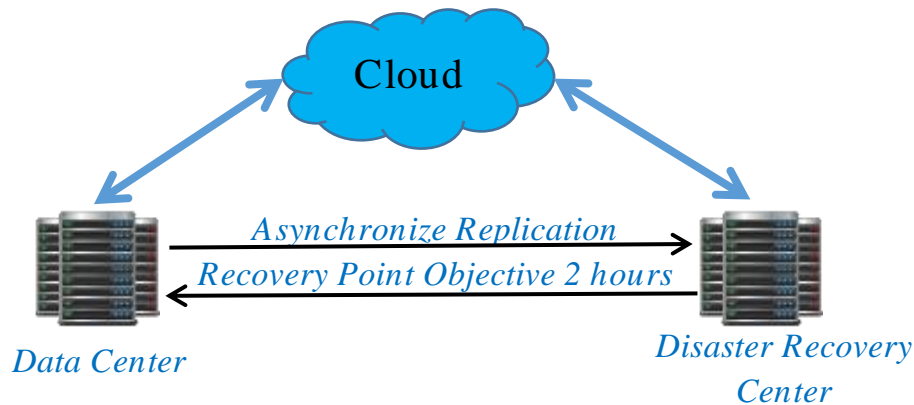 Cloud
Asynchronize Replication
Recovery Point Objective 2 hours
Data Center
Disaster Recovery
Center